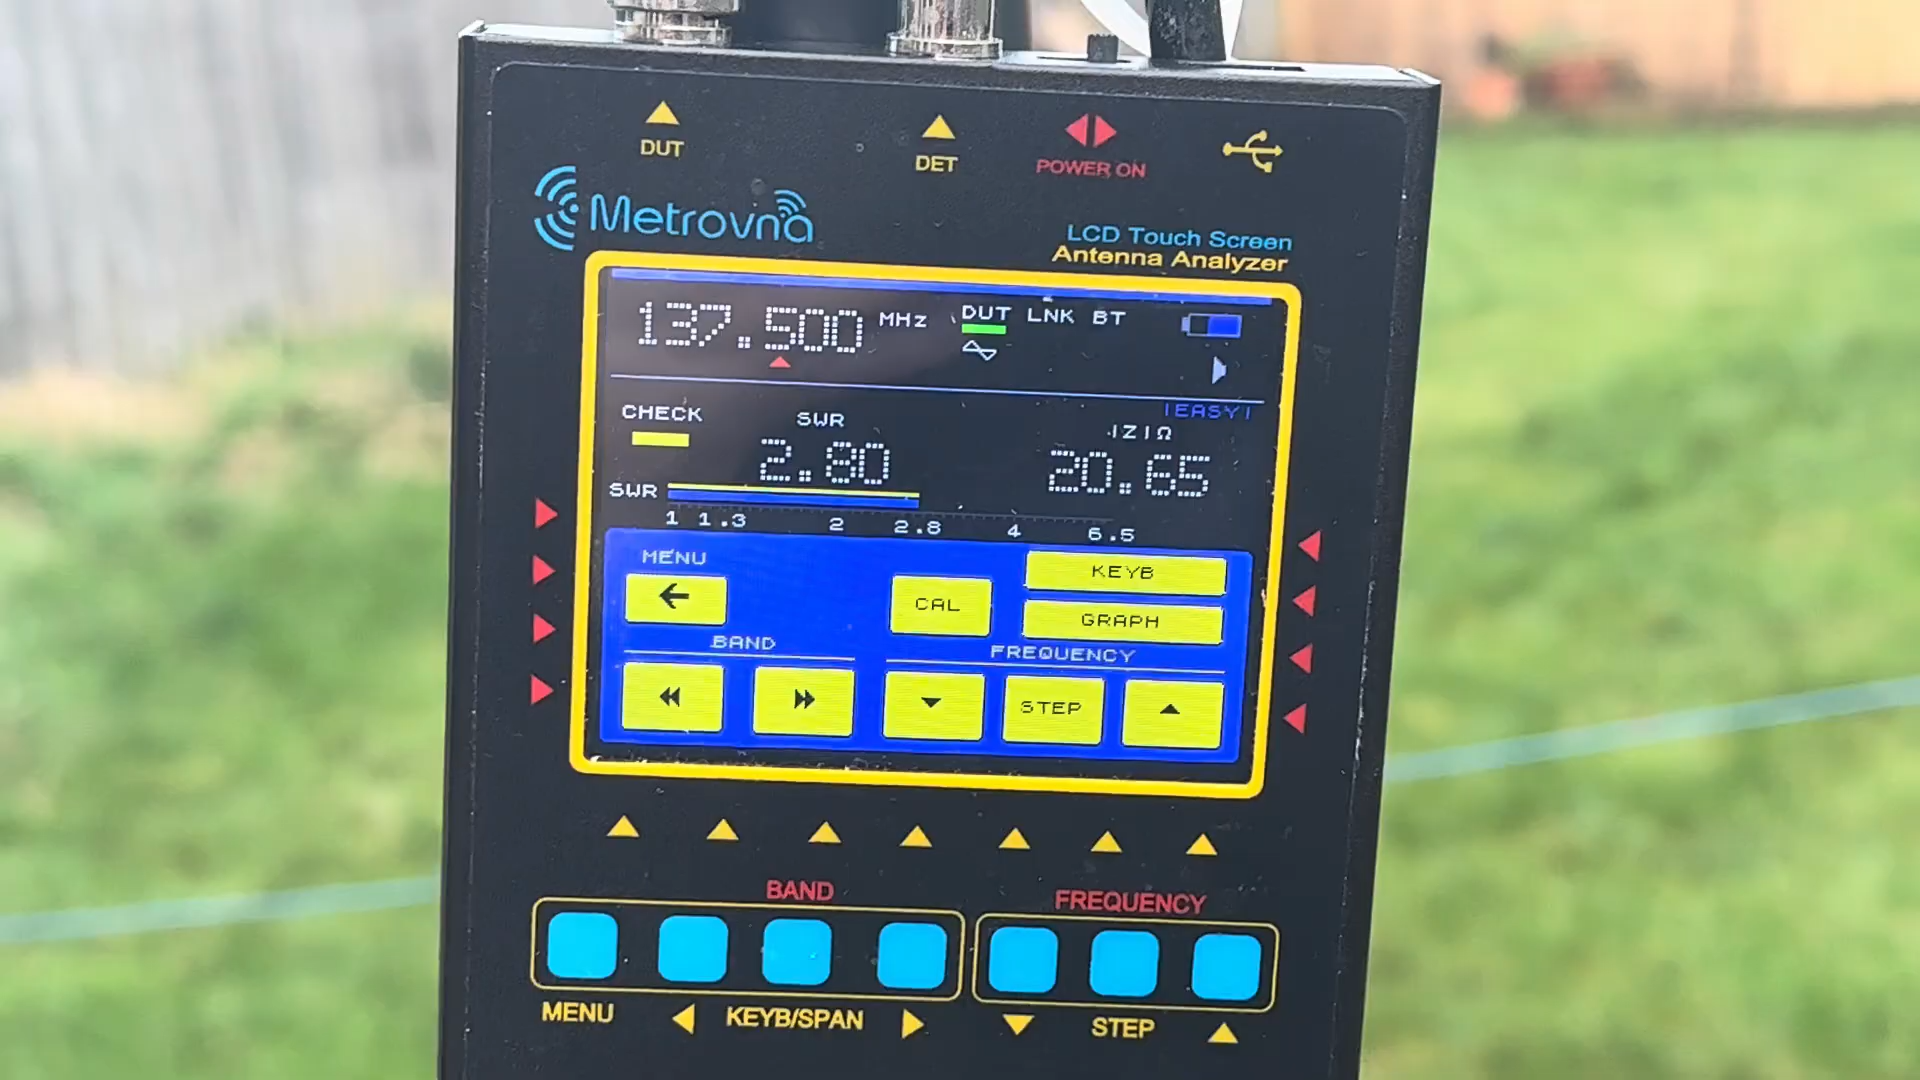 DUT
DET
POWER ON
Metrovna
LCD Touch Screen
Antenna Analyzer
137.500 MHz DUT LNK BT
|EASY|
CHECK SWR |Z|Ω
2.80 20.65
SWR
1 1.3 2 2.8 4 6.5
MENU KEYB
CAL GRAPH
BAND FREQUENCY
STEP
BAND FREQUENCY
MENU KEYB/SPAN STEP